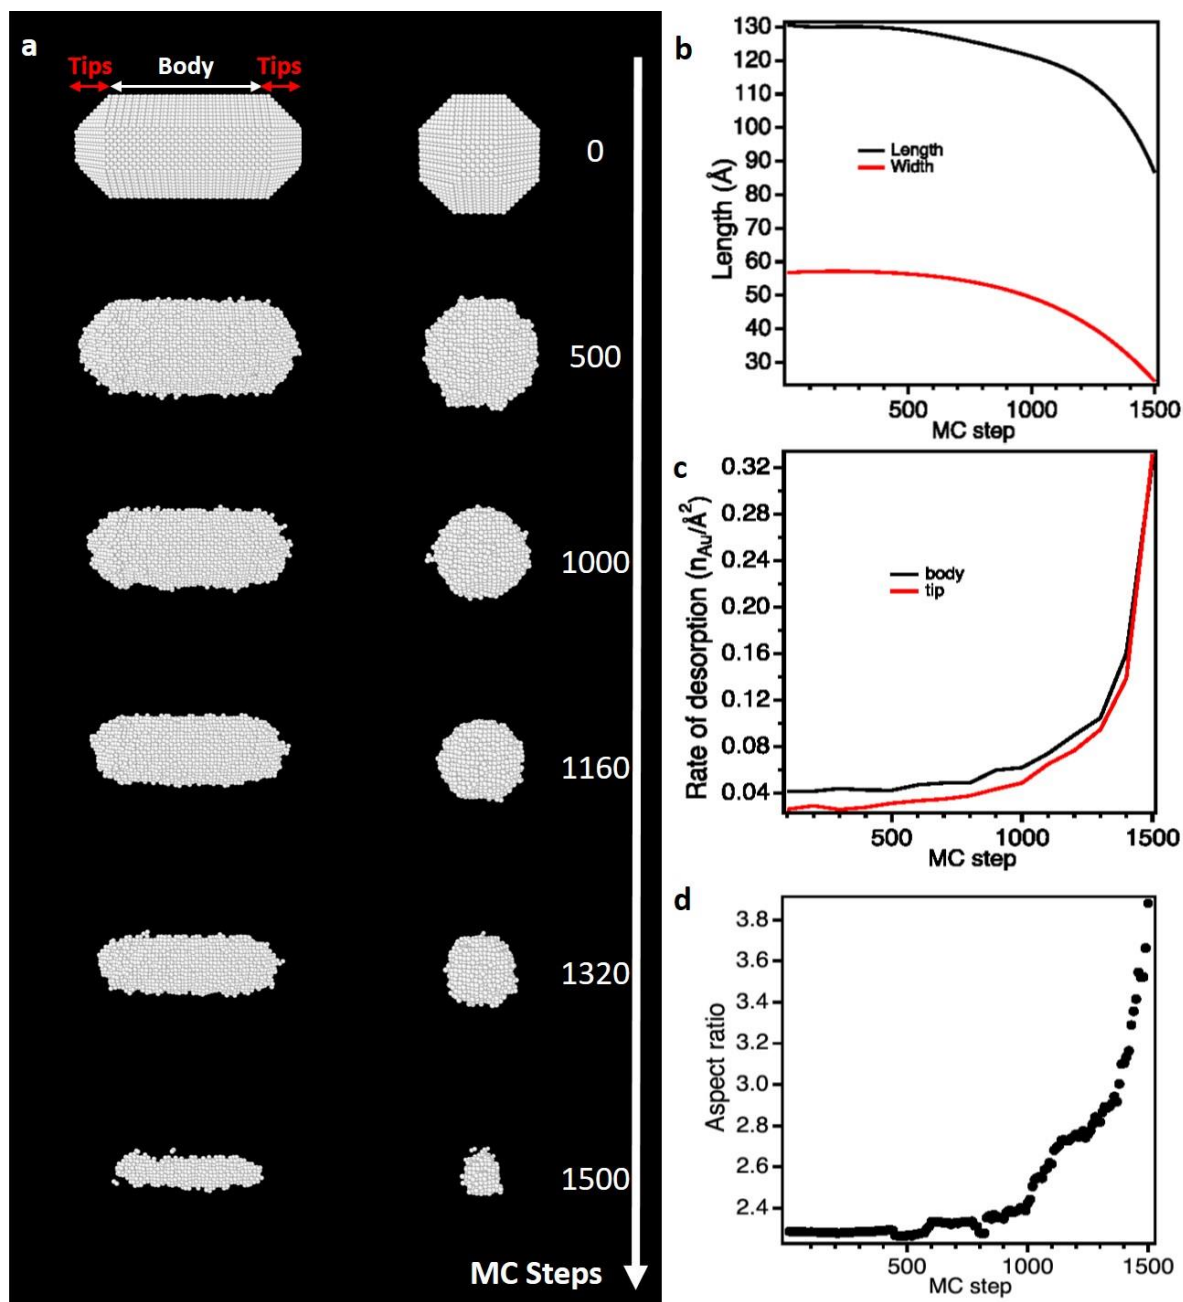 a
Tips Body Tips
0
500
1000
1160
1320
1500
MC Steps
b
130
120
110
100
90
80
70
60
50
40
30
Length (Å)
Length
Width
500 1000 1500
MC step
c
0.32
0.28
0.24
0.20
0.16
0.12
0.08
0.04
Rate of desorption (nAu/Å2)
body
tip
500 1000 1500
MC step
d
3.8
3.6
3.4
3.2
3.0
2.8
2.6
2.4
Aspect ratio
500 1000 1500
MC step